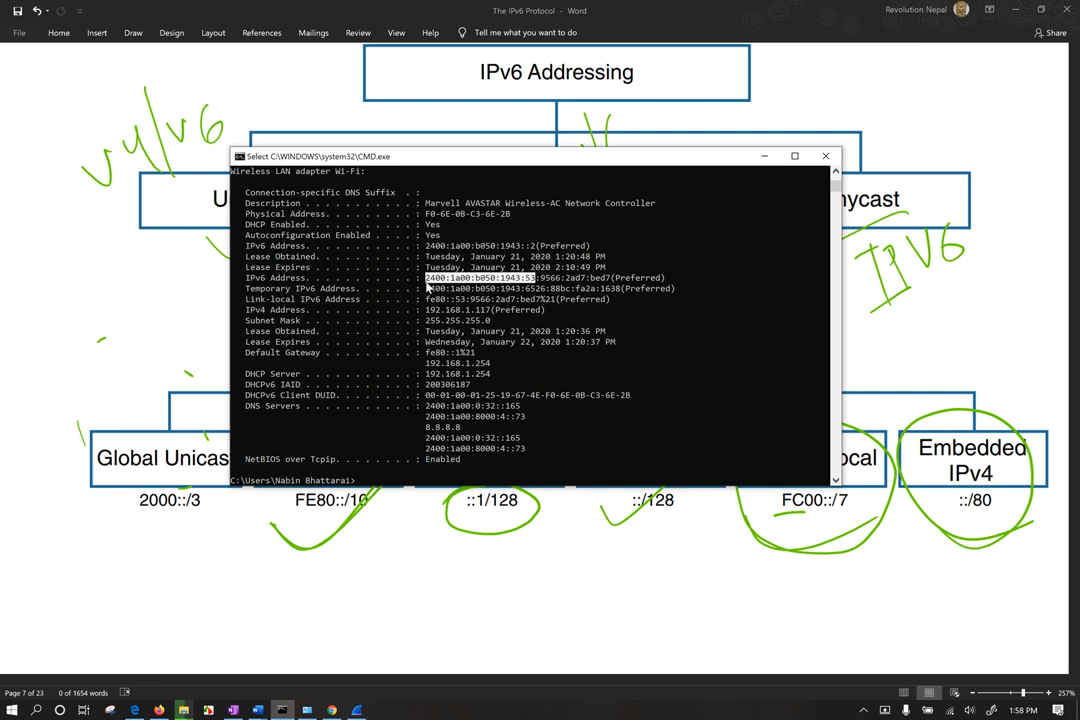 The IPv6 Protocol - Word
Revolution Nepal
File Home Insert Draw Design Layout References Mailings Review View Help Tell me what you want to do Share
IPv6 Addressing
v4/v6
nycast
IPV6
Select C:\WINDOWS\system32\CMD.exe
Wireless LAN adapter Wi-Fi:
Connection-specific DNS Suffix . :
Description . . . . . . . . . . . : Marvell AVASTAR Wireless-AC Network Controller
Physical Address. . . . . . . . . : F0-6E-0B-C3-6E-2B
DHCP Enabled. . . . . . . . . . . : Yes
Autoconfiguration Enabled . . . . : Yes
IPv6 Address. . . . . . . . . . . : 2400:1a00:b050:1943::2(Preferred)
Lease Obtained. . . . . . . . . . : Tuesday, January 21, 2020 1:20:48 PM
Lease Expires . . . . . . . . . . : Tuesday, January 21, 2020 2:10:49 PM
IPv6 Address. . . . . . . . . . . : 2400:1a00:b050:1943:53:9566:2ad7:bed7(Preferred)
Temporary IPv6 Address. . . . . . : 2400:1a00:b050:1943:6526:88bc:fa2a:1638(Preferred)
Link-local IPv6 Address . . . . . : fe80::53:9566:2ad7:bed7%21(Preferred)
IPv4 Address. . . . . . . . . . . : 192.168.1.117(Preferred)
Subnet Mask . . . . . . . . . . . : 255.255.255.0
Lease Obtained. . . . . . . . . . : Tuesday, January 21, 2020 1:20:36 PM
Lease Expires . . . . . . . . . . : Wednesday, January 22, 2020 1:20:37 PM
Default Gateway . . . . . . . . . : fe80::1%21
192.168.1.254
DHCP Server . . . . . . . . . . . : 192.168.1.254
DHCPv6 IAID . . . . . . . . . . . : 200306187
DHCPv6 Client DUID. . . . . . . . : 00-01-00-01-25-19-67-4E-F0-6E-0B-C3-6E-2B
DNS Servers . . . . . . . . . . . : 2400:1a00:0:32::165
2400:1a00:8000:4::73
8.8.8.8
2400:1a00:0:32::165
2400:1a00:8000:4::73
NetBIOS over Tcpip. . . . . . . . : Enabled
C:\Users\Nabin Bhattarai>
Global Unicas
ocal
Embedded
IPv4
2000::/3 FE80::/10 ::1/128 ::/128 FC00::/7 ::/80
Page 7 of 23 0 of 1654 words 257%
1:58 PM